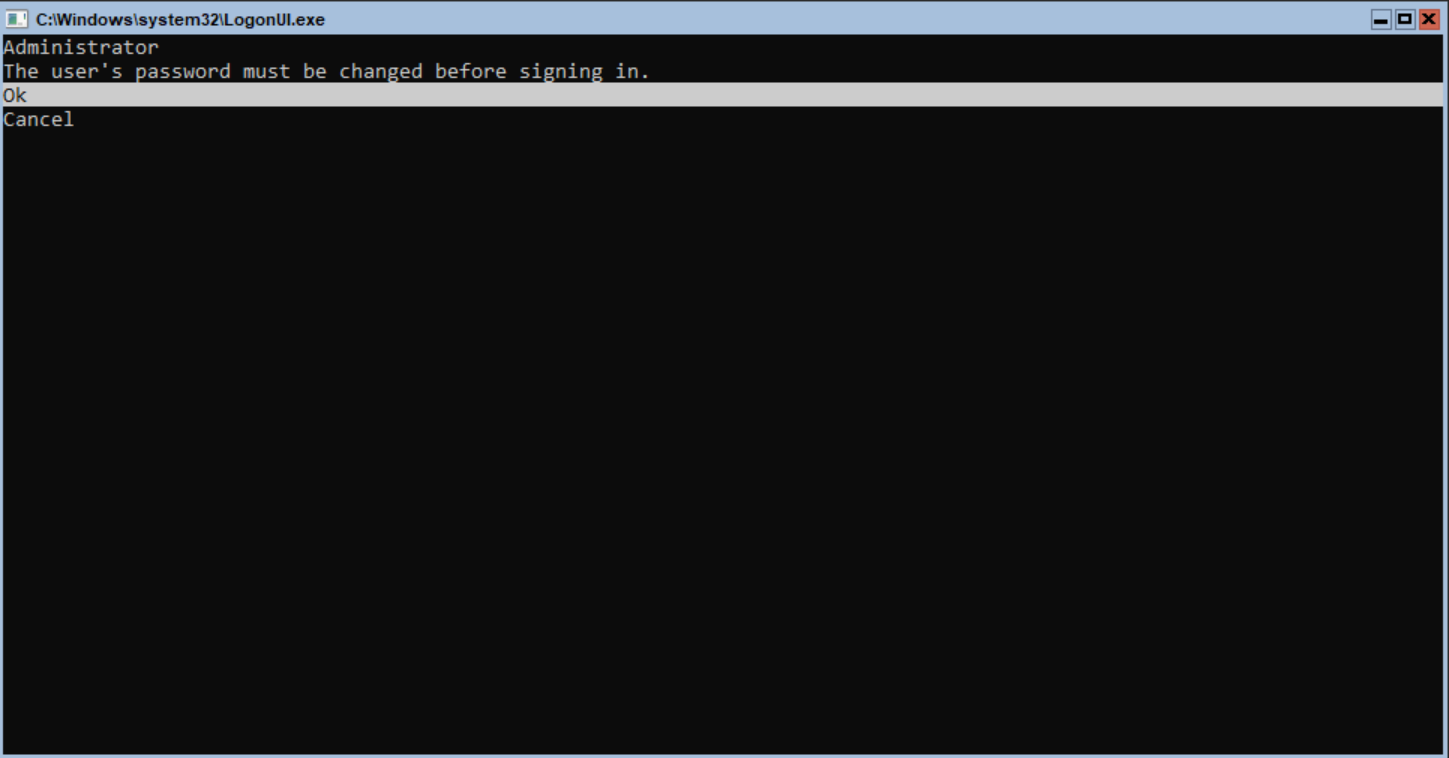 C:\Windows\system32\LogonUI.exe
Administrator
The user's password must be changed before signing in.
Ok
Cancel